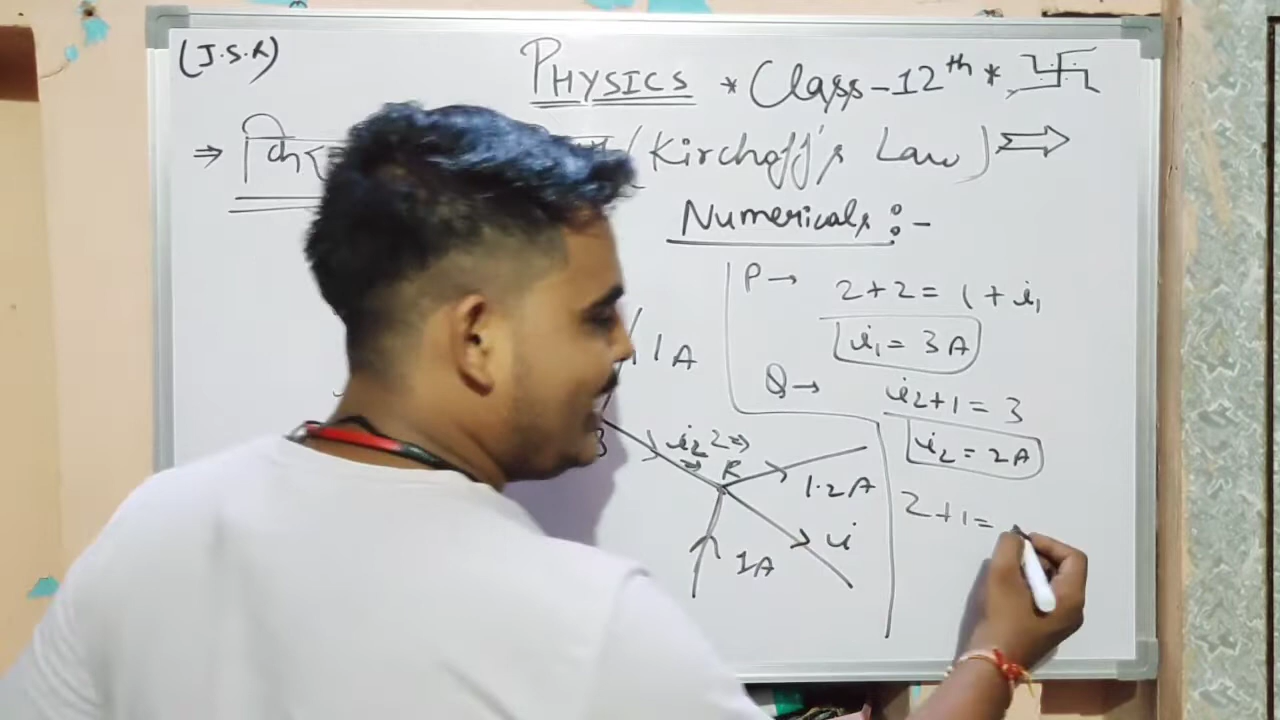 (J.S.R)
PHYSICS * Class-12th *
⇒ (Kirchoff's Law) ⇒
Numericals :-
P → 2+2 = 1 + i₁
i₁ = 3A
1A
Q → i₂+1 = 3
i₂ = 2A
i₂ 2⇒
R
1.2A
2+1=
i
1A